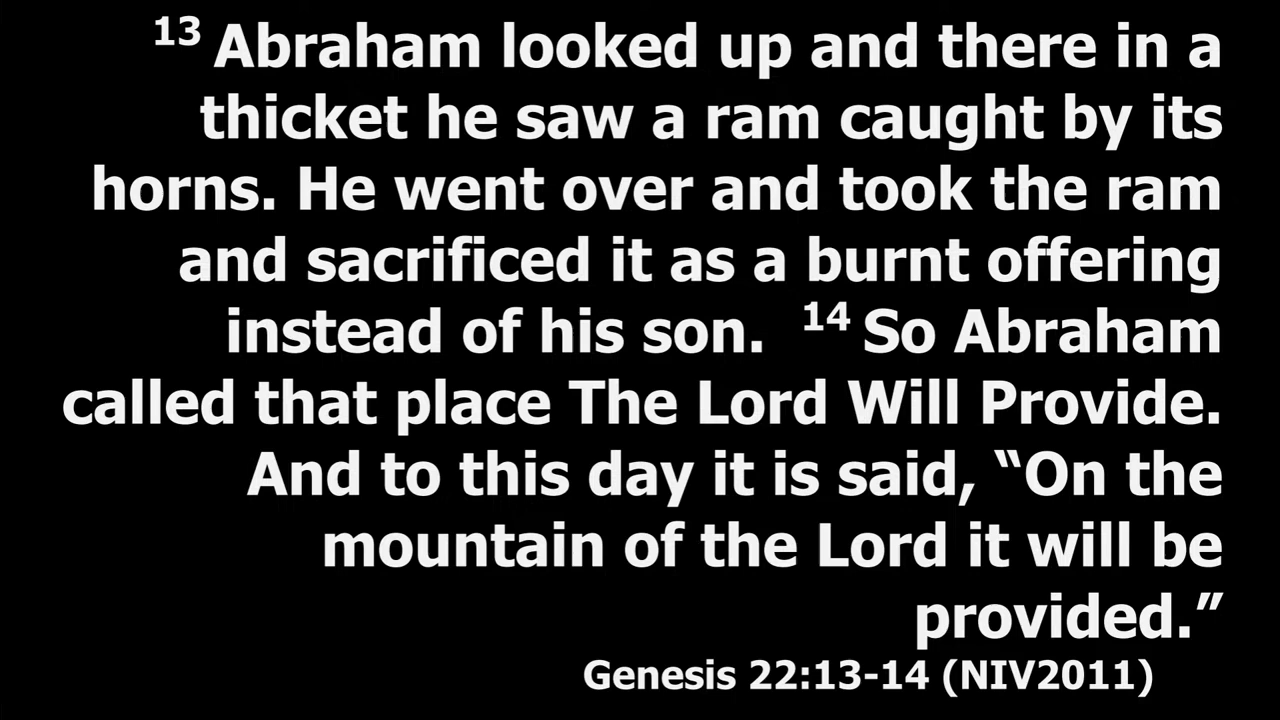 13 Abraham looked up and there in a
thicket he saw a ram caught by its
horns. He went over and took the ram
and sacrificed it as a burnt offering
instead of his son. 14 So Abraham
called that place The Lord Will Provide.
And to this day it is said, “On the
mountain of the Lord it will be
provided.”
Genesis 22:13-14 (NIV2011)